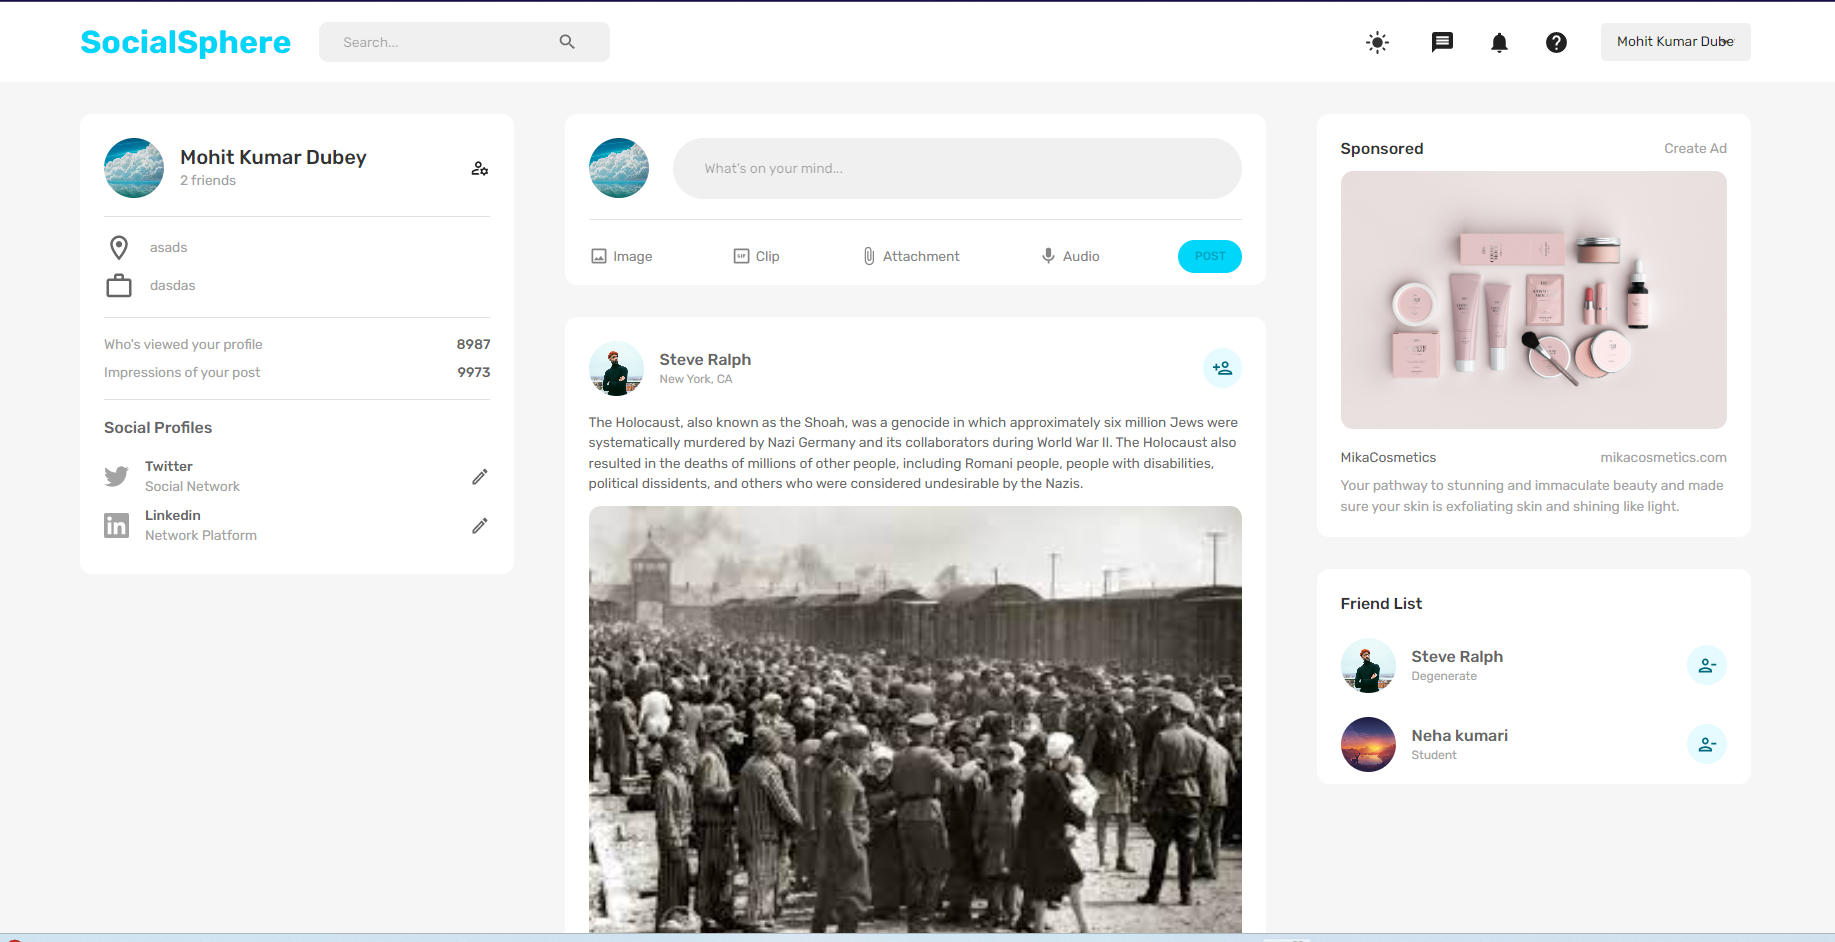 SocialSphere
Search...
Mohit Kumar Dube
Mohit Kumar Dubey
2 friends
asads
dasdas
Who's viewed your profile 8987
Impressions of your post 9973
Social Profiles
Twitter
Social Network
Linkedin
Network Platform
What's on your mind...
Image
GIF
Clip
Attachment
Audio
POST
Steve Ralph
New York, CA
The Holocaust, also known as the Shoah, was a genocide in which approximately six million Jews were
systematically murdered by Nazi Germany and its collaborators during World War II. The Holocaust also
resulted in the deaths of millions of other people, including Romani people, people with disabilities,
political dissidents, and others who were considered undesirable by the Nazis.
Sponsored Create Ad
MikaCosmetics mikacosmetics.com
Your pathway to stunning and immaculate beauty and made
sure your skin is exfoliating skin and shining like light.
Friend List
Steve Ralph
Degenerate
Neha kumari
Student